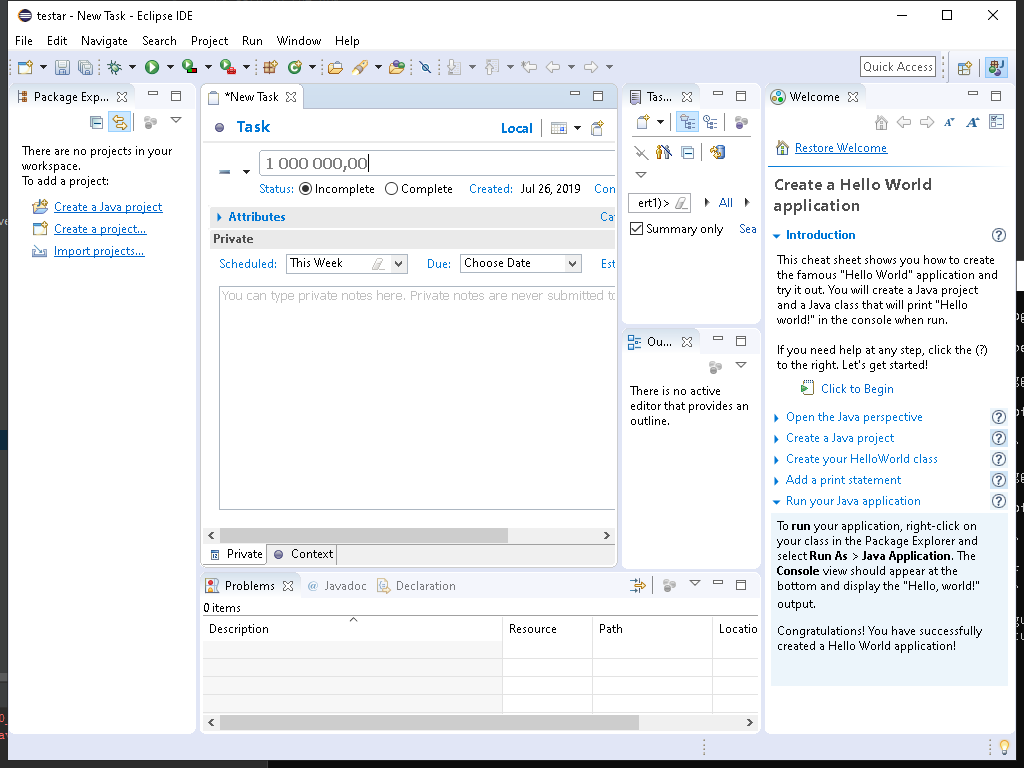 testar - New Task - Eclipse IDE
File Edit Navigate Search Project Run Window Help
Quick Access
Package Exp...
There are no projects in your
workspace.
To add a project:
Create a Java project
Create a project...
Import projects...
*New Task
Task
Local
1 000 000,00
Status: Incomplete Complete Created: Jul 26, 2019 Con
Attributes Ca
Private
Scheduled: This Week Due: Choose Date Est
You can type private notes here. Private notes are never submitted to
Private Context
Problems @ Javadoc Declaration
0 items
Description Resource Path Locatio
Tas...
ert1)> All
Summary only Sea
Ou...
There is no active
editor that provides an
outline.
Welcome
Restore Welcome
Create a Hello World
application
Introduction
This cheat sheet shows you how to create
the famous "Hello World" application and
try it out. You will create a Java project
and a Java class that will print "Hello
world!" in the console when run.
If you need help at any step, click the (?)
to the right. Let's get started!
Click to Begin
Open the Java perspective
Create a Java project
Create your HelloWorld class
Add a print statement
Run your Java application
To run your application, right-click on
your class in the Package Explorer and
select Run As > Java Application. The
Console view should appear at the
bottom and display the "Hello, world!"
output.
Congratulations! You have successfully
created a Hello World application!